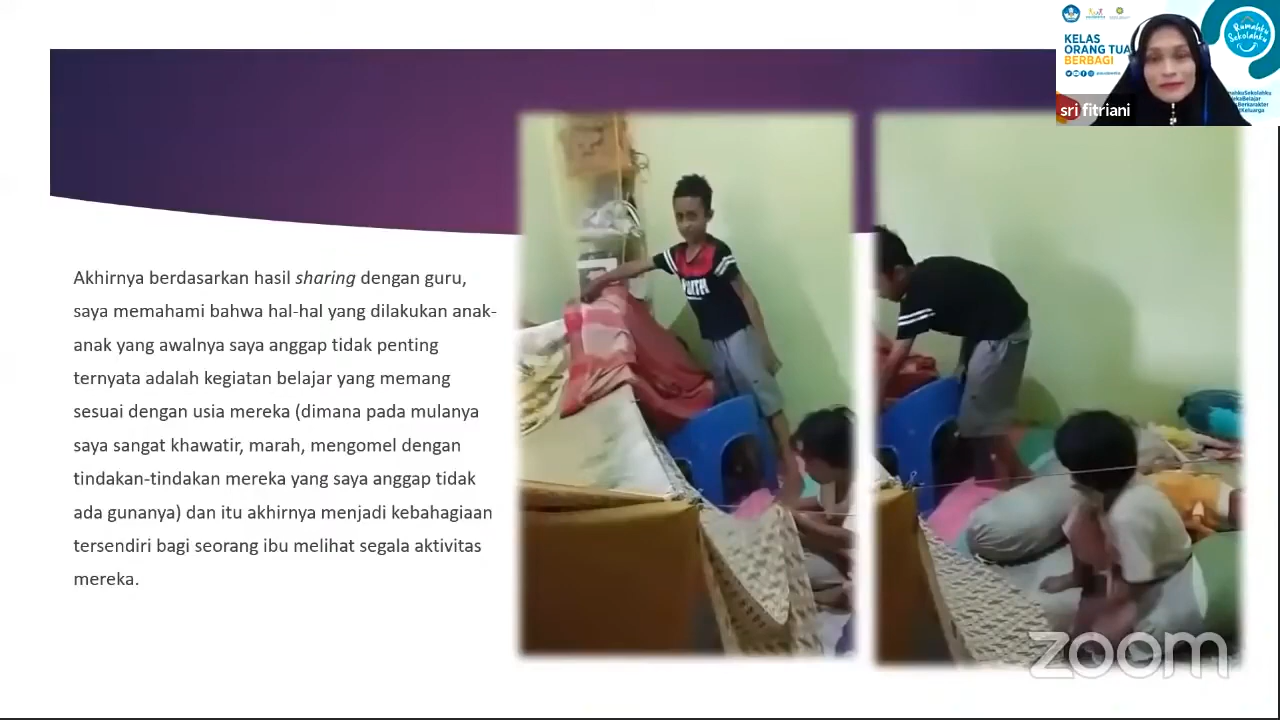 KELAS
ORANG TUA
BERBAGI
Rumahku
Sekolahku
sri fitriani
Akhirnya berdasarkan hasil sharing dengan guru,
saya memahami bahwa hal-hal yang dilakukan anak-
anak yang awalnya saya anggap tidak penting
ternyata adalah kegiatan belajar yang memang
sesuai dengan usia mereka (dimana pada mulanya
saya sangat khawatir, marah, mengomel dengan
tindakan-tindakan mereka yang saya anggap tidak
ada gunanya) dan itu akhirnya menjadi kebahagiaan
tersendiri bagi seorang ibu melihat segala aktivitas
mereka.
zoom